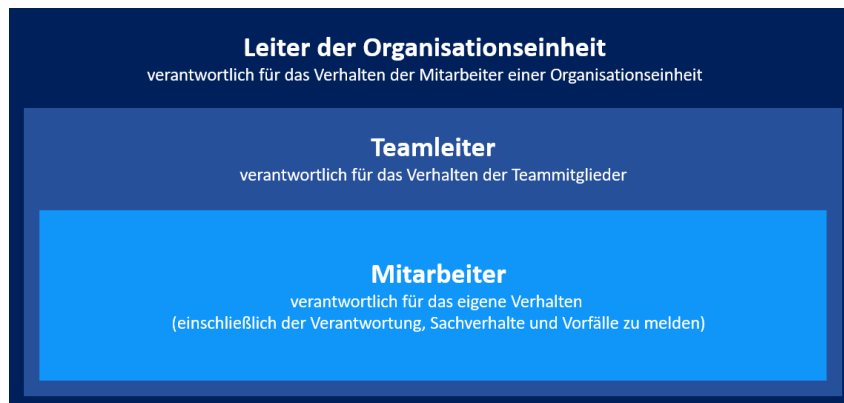 Leiter der Organisationseinheit
verantwortlich für das Verhalten der Mitarbeiter einer Organisationseinheit
Teamleiter
verantwortlich für das Verhalten der Teammitglieder
Mitarbeiter
verantwortlich für das eigene Verhalten
(einschließlich der Verantwortung, Sachverhalte und Vorfälle zu melden)